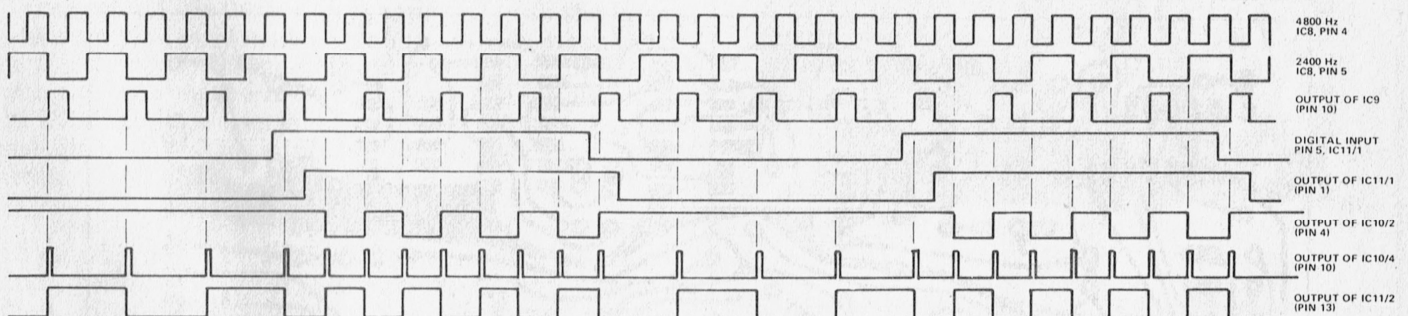 4800 Hz
IC8, PIN 4
2400 Hz
IC8, PIN 5
OUTPUT OF IC9
(PIN 10)
DIGITAL INPUT
PIN 5, IC11/1
OUTPUT OF IC11/1
(PIN 1)
OUTPUT OF IC10/2
(PIN 4)
OUTPUT OF IC10/4
(PIN 10)
OUTPUT OF IC11/2
(PIN 13)